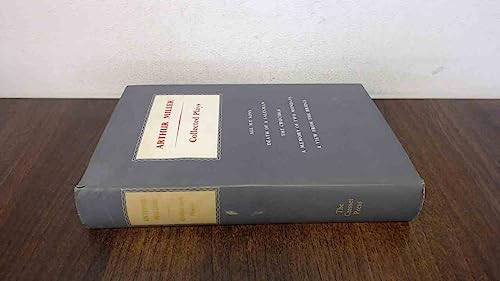 ARTHUR MILLER
Collected Plays
ALL MY SONS
DEATH OF A SALESMAN
THE CRUCIBLE
A MEMORY OF TWO MONDAYS
A VIEW FROM THE BRIDGE
ARTHUR
MILLER
Collected
Plays
The
Cresset
Press